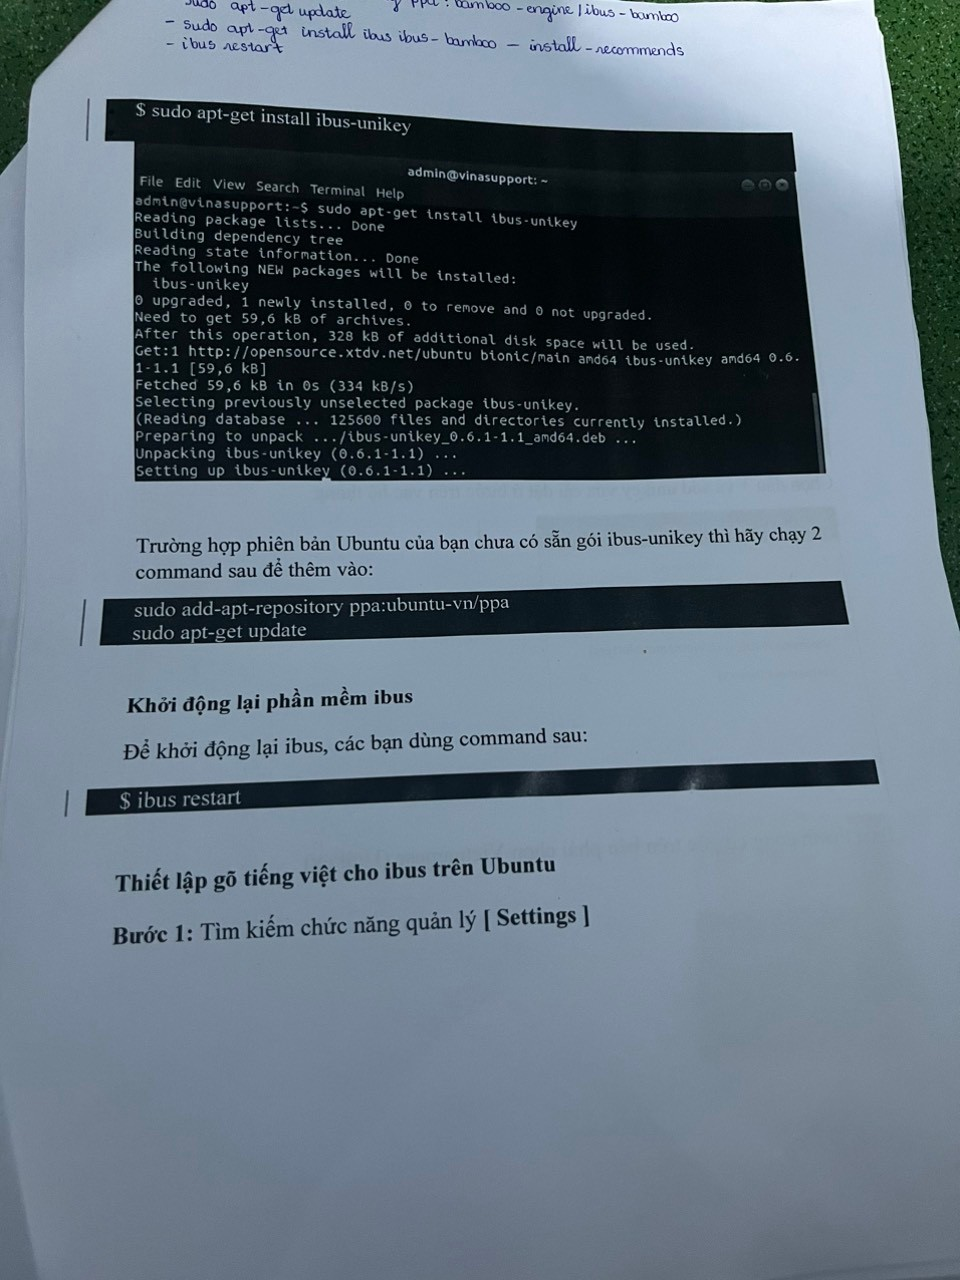 ppa : bamboo - engine / ibus - bamboo
sudo apt - get update
- sudo apt - get install ibus ibus - bamboo — install - recommends
- ibus restart
$ sudo apt-get install ibus-unikey
admin@vinasupport: ~
File Edit View Search Terminal Help
admin@vinasupport:~$ sudo apt-get install ibus-unikey
Reading package lists... Done
Building dependency tree
Reading state information... Done
The following NEW packages will be installed:
ibus-unikey
0 upgraded, 1 newly installed, 0 to remove and 0 not upgraded.
Need to get 59,6 kB of archives.
After this operation, 328 kB of additional disk space will be used.
Get:1 http://opensource.xtdv.net/ubuntu bionic/main amd64 ibus-unikey amd64 0.6.
1-1.1 [59,6 kB]
Fetched 59,6 kB in 0s (334 kB/s)
Selecting previously unselected package ibus-unikey.
(Reading database ... 125600 files and directories currently installed.)
Preparing to unpack .../ibus-unikey_0.6.1-1.1_amd64.deb ...
Unpacking ibus-unikey (0.6.1-1.1) ...
Setting up ibus-unikey (0.6.1-1.1) ...
Trường hợp phiên bản Ubuntu của bạn chưa có sẵn gói ibus-unikey thì hãy chạy 2
command sau để thêm vào:
sudo add-apt-repository ppa:ubuntu-vn/ppa
sudo apt-get update
Khởi động lại phần mềm ibus
Để khởi động lại ibus, các bạn dùng command sau:
$ ibus restart
Thiết lập gõ tiếng việt cho ibus trên Ubuntu
Bước 1: Tìm kiếm chức năng quản lý [ Settings ]